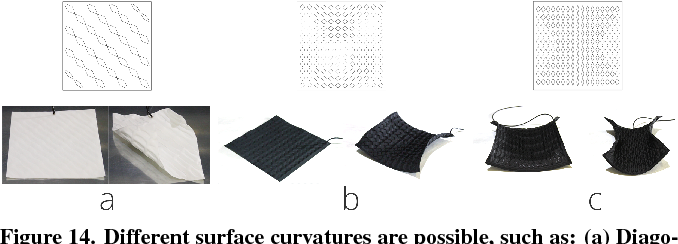 a
b
c
Figure 14. Different surface curvatures are possible, such as: (a) Diago-